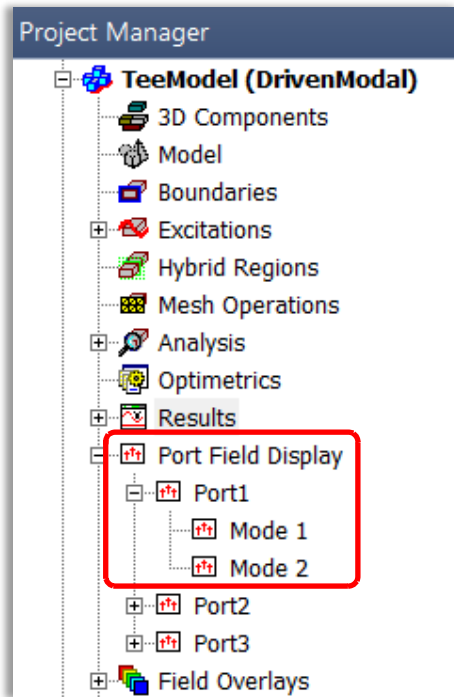 Project Manager
TeeModel (DrivenModal)
3D Components
Model
Boundaries
Excitations
Hybrid Regions
Mesh Operations
Analysis
Optimetrics
Results
Port Field Display
Port1
Mode 1
Mode 2
Port2
Port3
Field Overlays